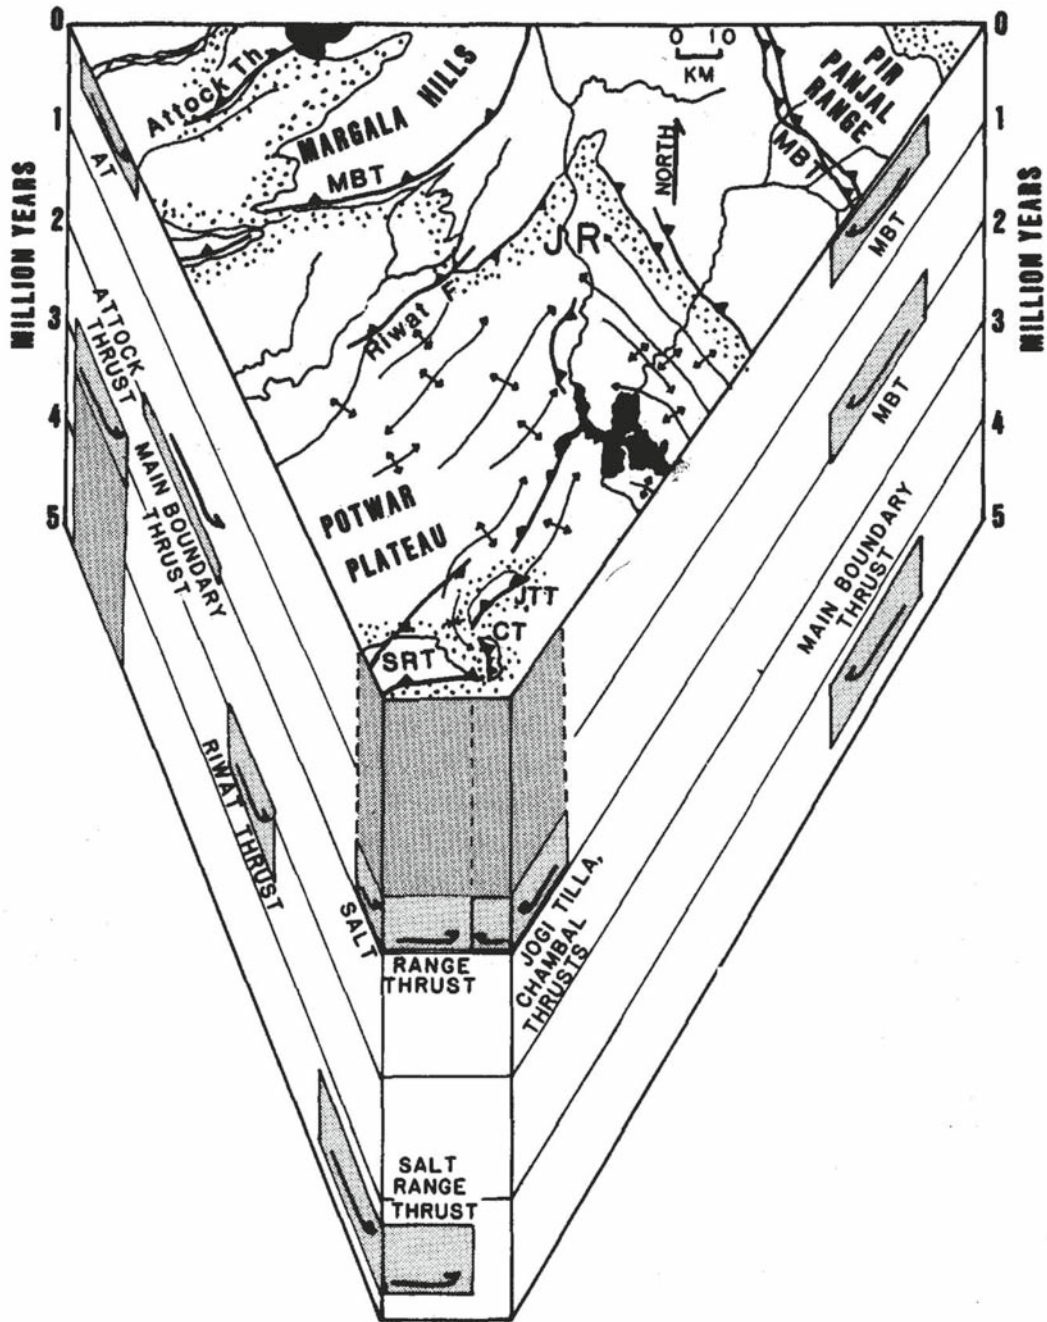 0
0
0 10
KM
Attock Th.
MARGALA HILLS
MBT
PIR
PANJAL
RANGE
MBT
NORTH
1
1
AT
2
2
MILLION YEARS
MILLION YEARS
J R
MBT
Riwat F
3
3
ATTOCK
THRUST
MBT
4
4
MAIN BOUNDARY
THRUST
POTWAR
PLATEAU
5
5
MAIN BOUNDARY
THRUST
JTT
CT
SRT
RIWAT THRUST
SALT
RANGE
THRUST
JOGI TILLA,
CHAMBAL
THRUSTS
SALT
RANGE
THRUST